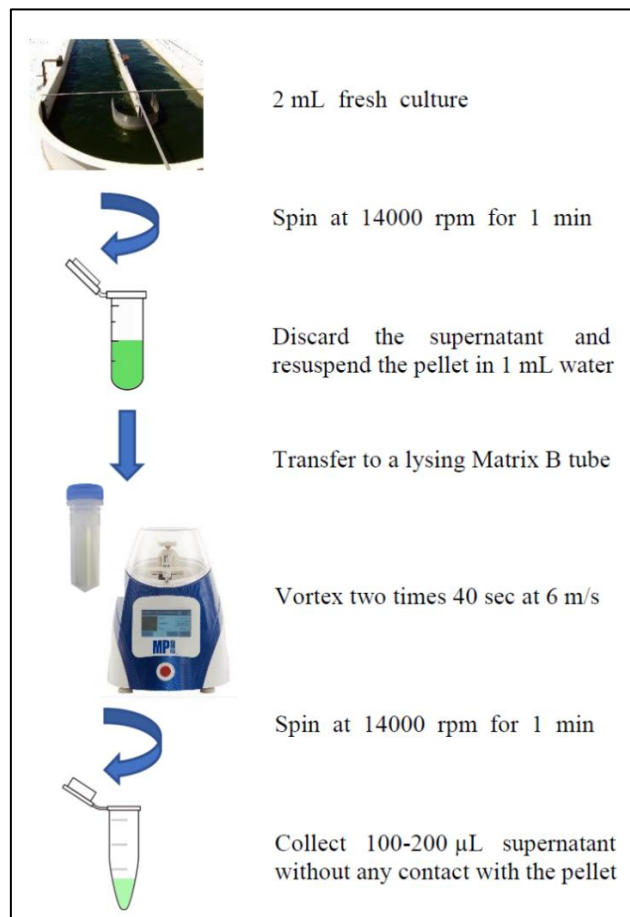 2 mL fresh culture
Spin at 14000 rpm for 1 min
Discard the supernatant and
resuspend the pellet in 1 mL water
Transfer to a lysing Matrix B tube
Vortex two times 40 sec at 6 m/s
MP
Spin at 14000 rpm for 1 min
Collect 100-200 µL supernatant
without any contact with the pellet